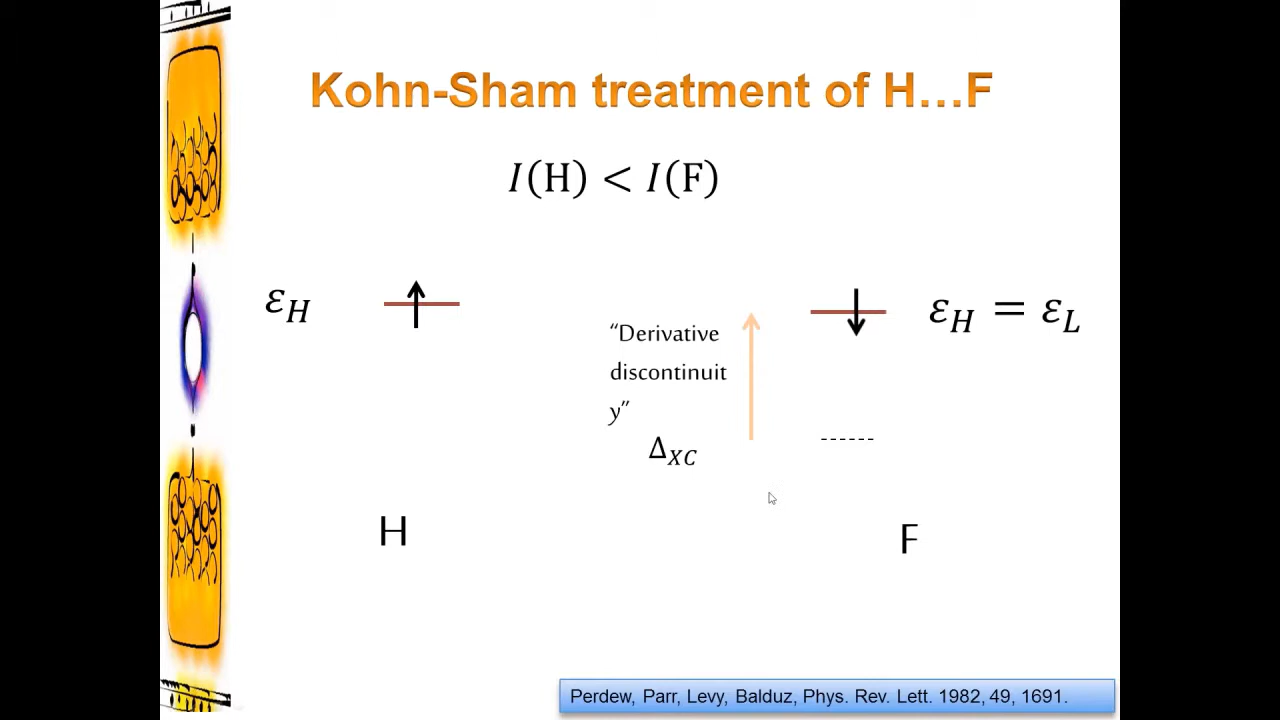 Kohn-Sham treatment of H…F
I(H) < I(F)
ε_H
ε_H = ε_L
“Derivative
discontinuit
y”
Δ_XC
H
F
Perdew, Parr, Levy, Balduz, Phys. Rev. Lett. 1982, 49, 1691.